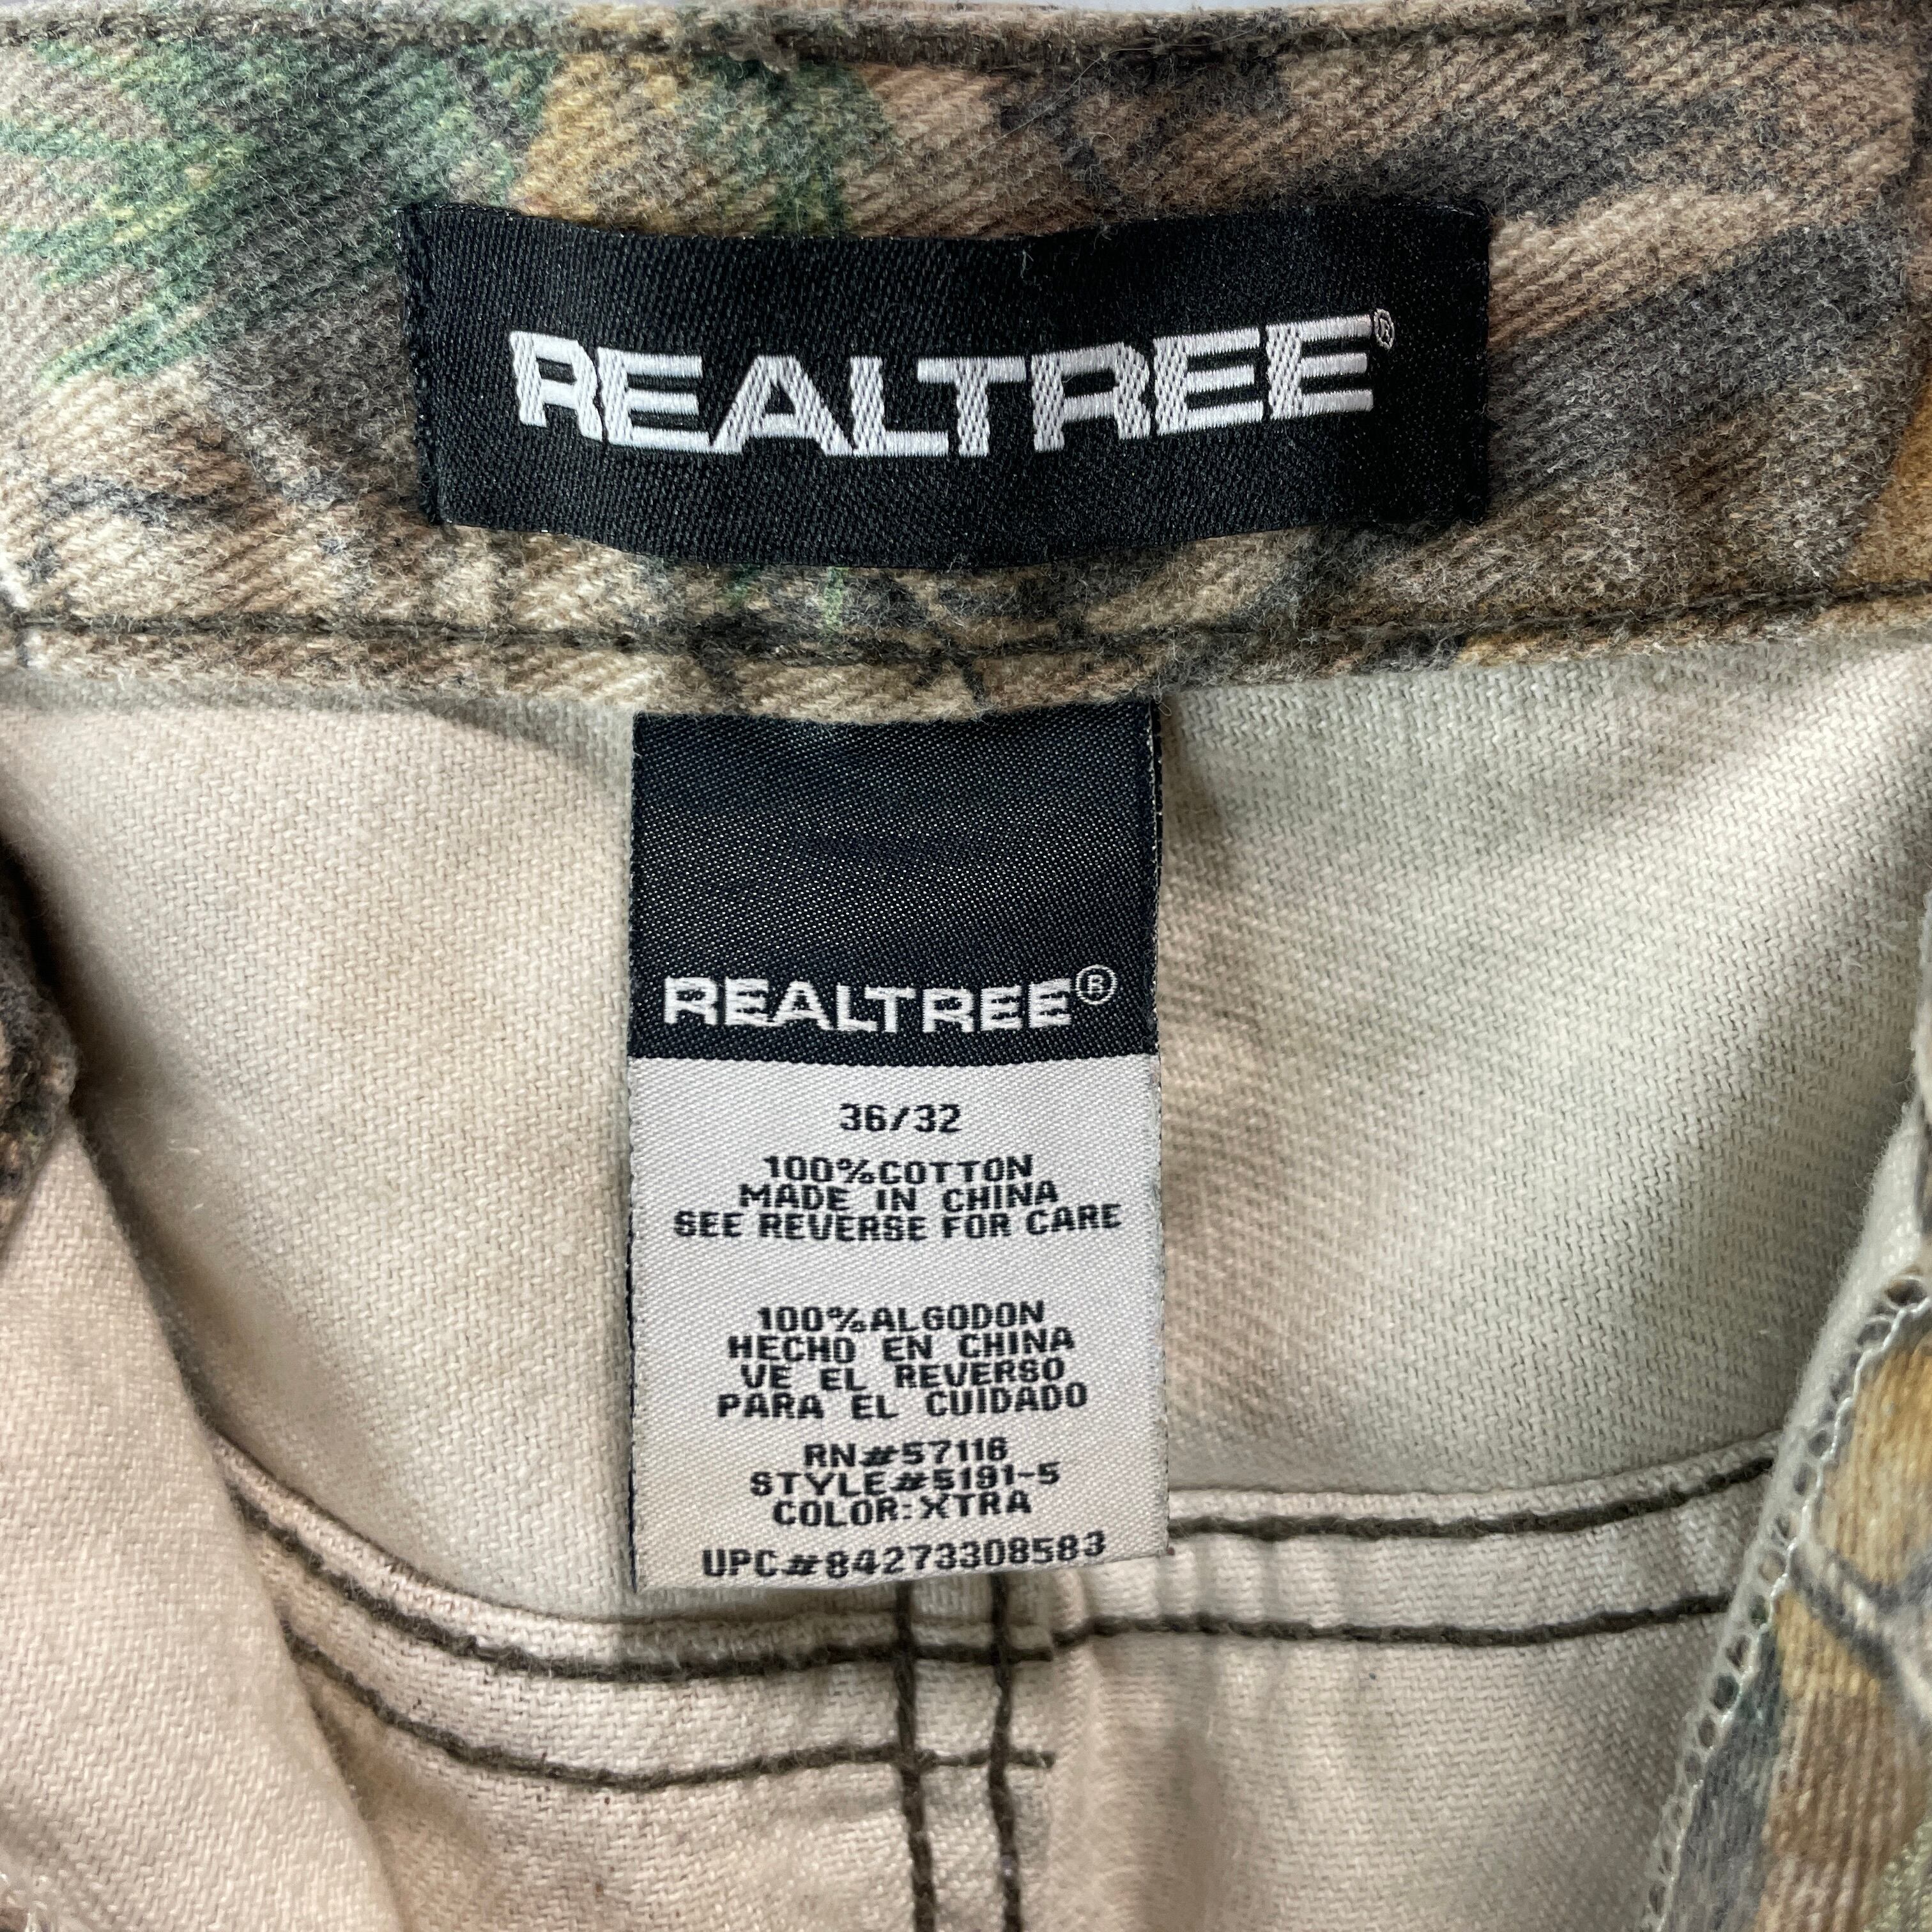 REALTREE®
REALTREE®
36/32
100%COTTON
MADE IN CHINA
SEE REVERSE FOR CARE
100%ALGODON
HECHO EN CHINA
VE EL REVERSO
PARA EL CUIDADO
RN#57116
STYLE#5191-5
COLOR:XTRA
UPC#84273308583